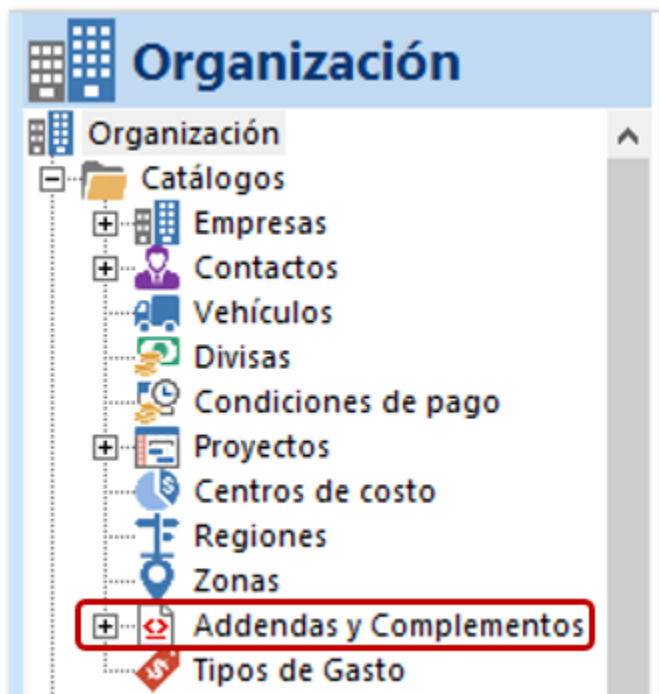 Organización
Organización
Catálogos
Empresas
Contactos
Vehículos
Divisas
Condiciones de pago
Proyectos
Centros de costo
Regiones
Zonas
Addendas y Complementos
Tipos de Gasto